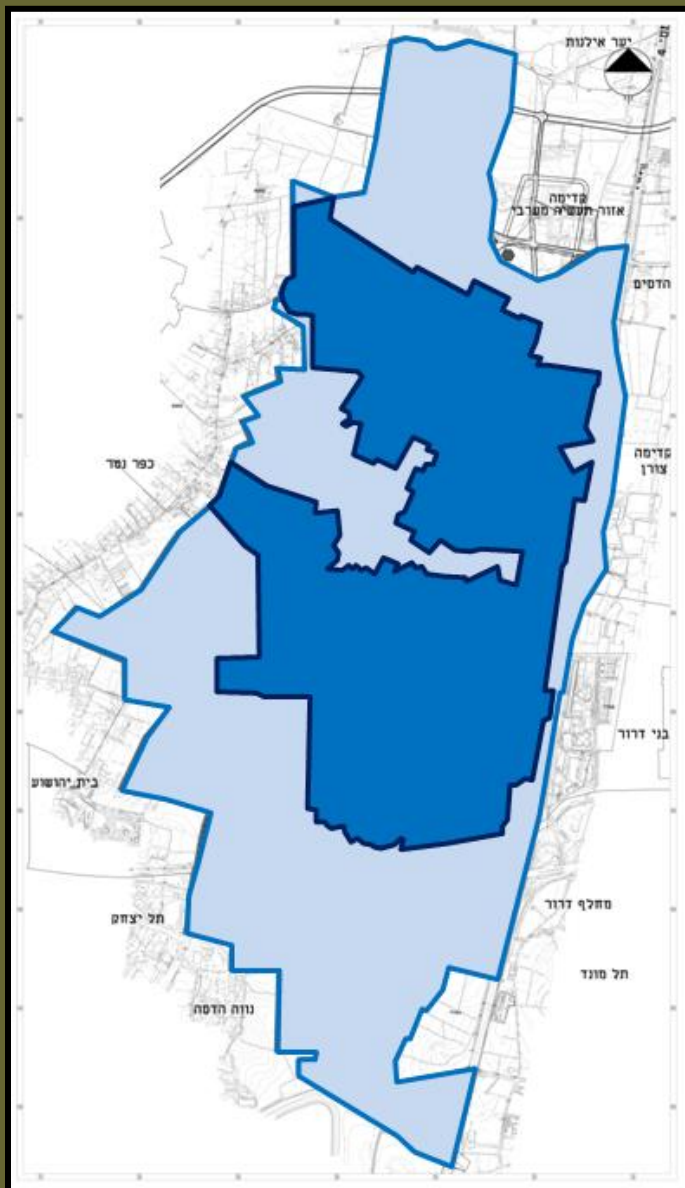 יער אילנות
קדימה
אזור תעשיה מערבי
הדסים
כפר נטר
קדימה
צורן
בני דרור
בית יהושוע
מחלף דרור
תל יצחק
תל מונד
נווה הדסה